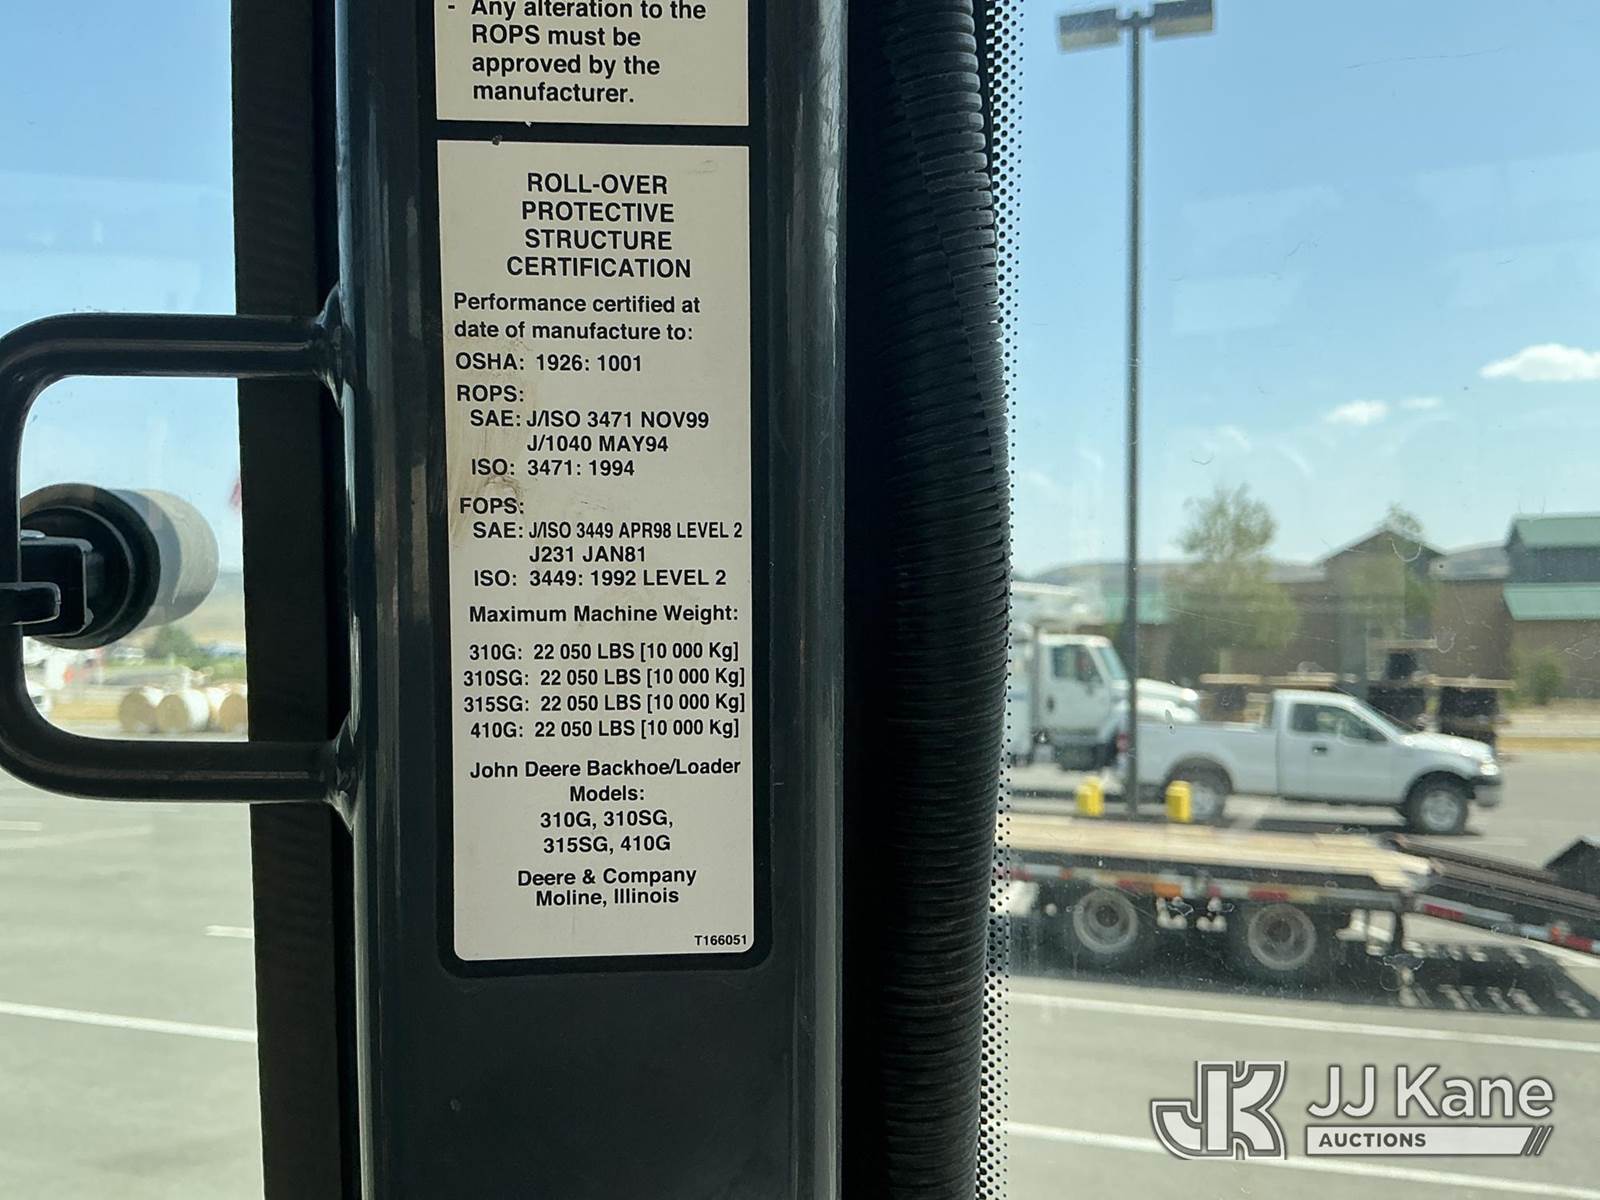 - Any alteration to the
ROPS must be
approved by the
manufacturer.
ROLL-OVER
PROTECTIVE
STRUCTURE
CERTIFICATION
Performance certified at
date of manufacture to:
OSHA: 1926: 1001
ROPS:
SAE: J/ISO 3471 NOV99
J/1040 MAY94
ISO: 3471: 1994
FOPS:
SAE: J/ISO 3449 APR98 LEVEL 2
J231 JAN81
ISO: 3449: 1992 LEVEL 2
Maximum Machine Weight:
310G: 22 050 LBS [10 000 Kg]
310SG: 22 050 LBS [10 000 Kg]
315SG: 22 050 LBS [10 000 Kg]
410G: 22 050 LBS [10 000 Kg]
John Deere Backhoe/Loader
Models:
310G, 310SG,
315SG, 410G
Deere & Company
Moline, Illinois
T166051
JK JJ Kane
AUCTIONS